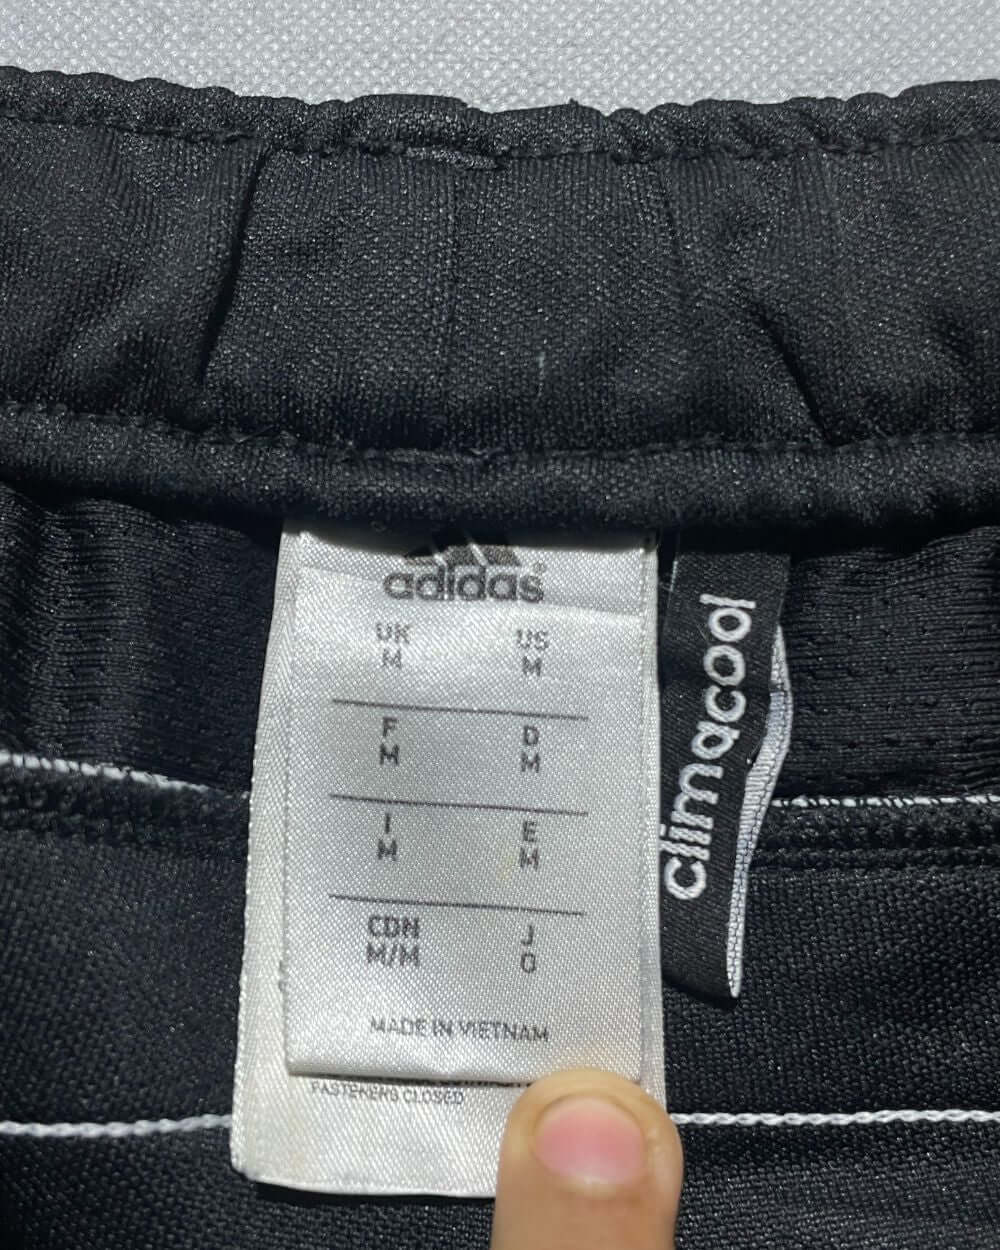 adidas®
UK US
M M
F D
M M
I E
M M
CDN J
M/M O
MADE IN VIETNAM
FASTENERS CLOSED
climacool